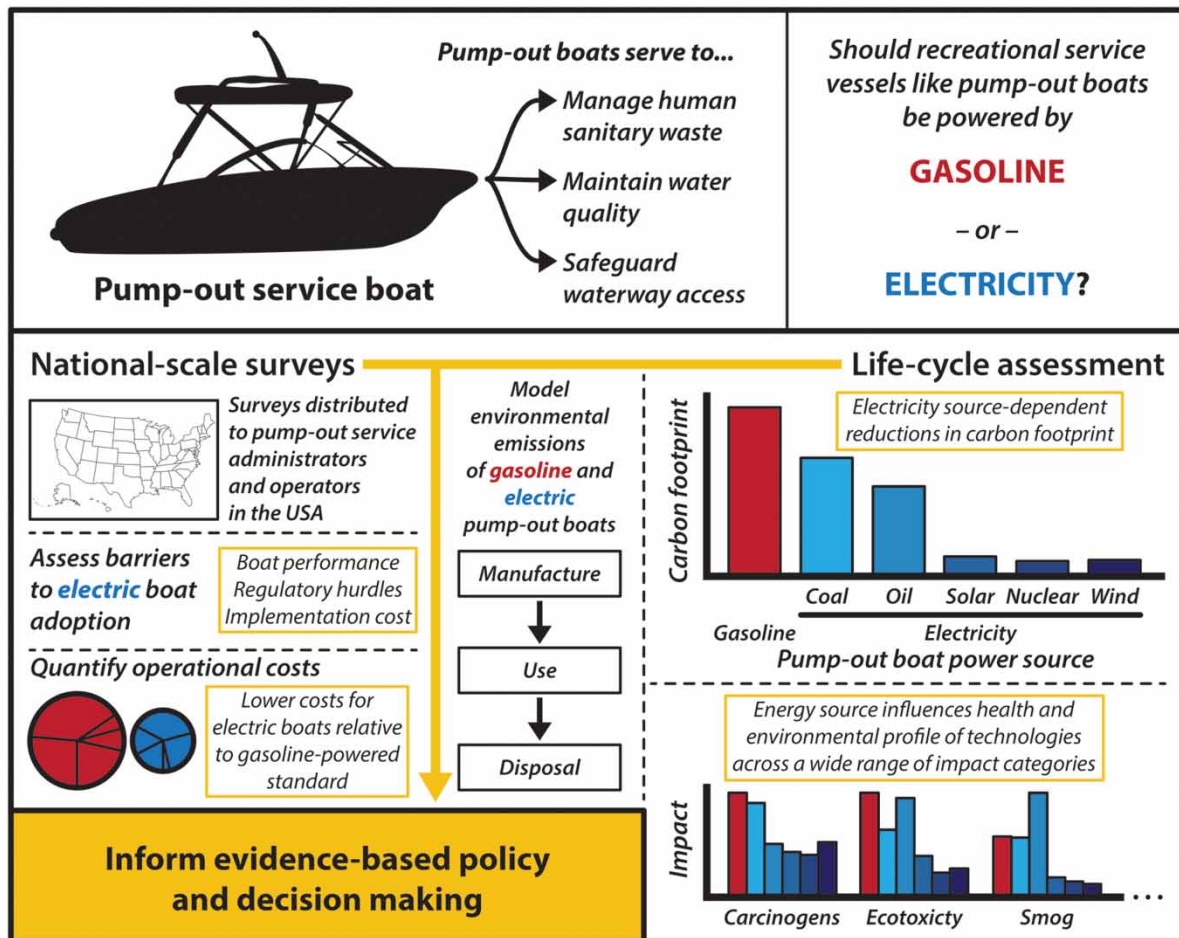 Pump-out boats serve to...
Manage human
sanitary waste
Maintain water
quality
Safeguard
waterway access
Pump-out service boat
Should recreational service
vessels like pump-out boats
be powered by
GASOLINE
– or –
ELECTRICITY?
National-scale surveys
Surveys distributed
to pump-out service
administrators
and operators
in the USA
Assess barriers
to electric boat
adoption
Boat performance
Regulatory hurdles
Implementation cost
Quantify operational costs
Lower costs for
electric boats relative
to gasoline-powered
standard
Model
environmental
emissions
of gasoline and
electric
pump-out boats
Manufacture
Use
Disposal
Life-cycle assessment
Electricity source-dependent
reductions in carbon footprint
Carbon footprint
Coal Oil Solar Nuclear Wind
Gasoline Electricity
Pump-out boat power source
Energy source influences health and
environmental profile of technologies
across a wide range of impact categories
Impact
Carcinogens Ecotoxicty Smog
...
Inform evidence-based policy
and decision making